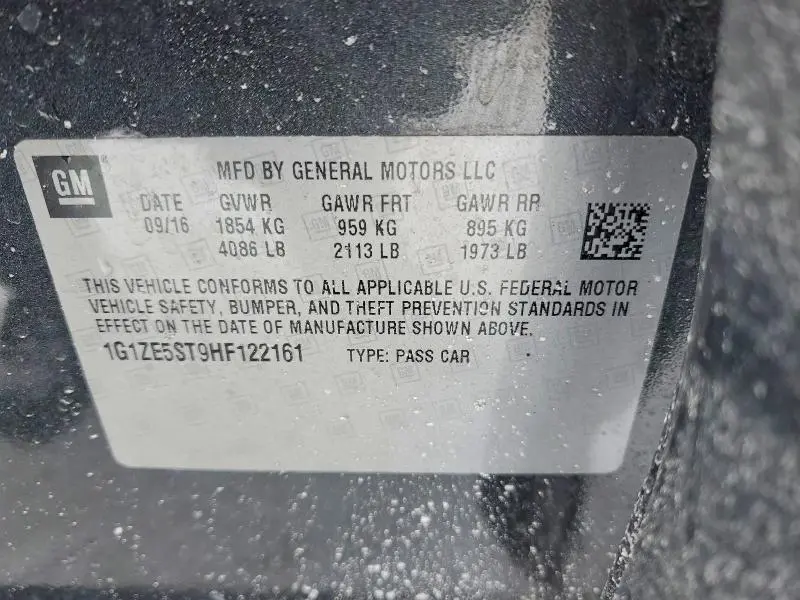 GM
MFD BY GENERAL MOTORS LLC
DATE GVWR GAWR FRT GAWR RR
09/16 1854 KG 959 KG 895 KG
4086 LB 2113 LB 1973 LB
THIS VEHICLE CONFORMS TO ALL APPLICABLE U.S. FEDERAL MOTOR
VEHICLE SAFETY, BUMPER, AND THEFT PREVENTION STANDARDS IN
EFFECT ON THE DATE OF MANUFACTURE SHOWN ABOVE.
1G1ZE5ST9HF122161 TYPE: PASS CAR